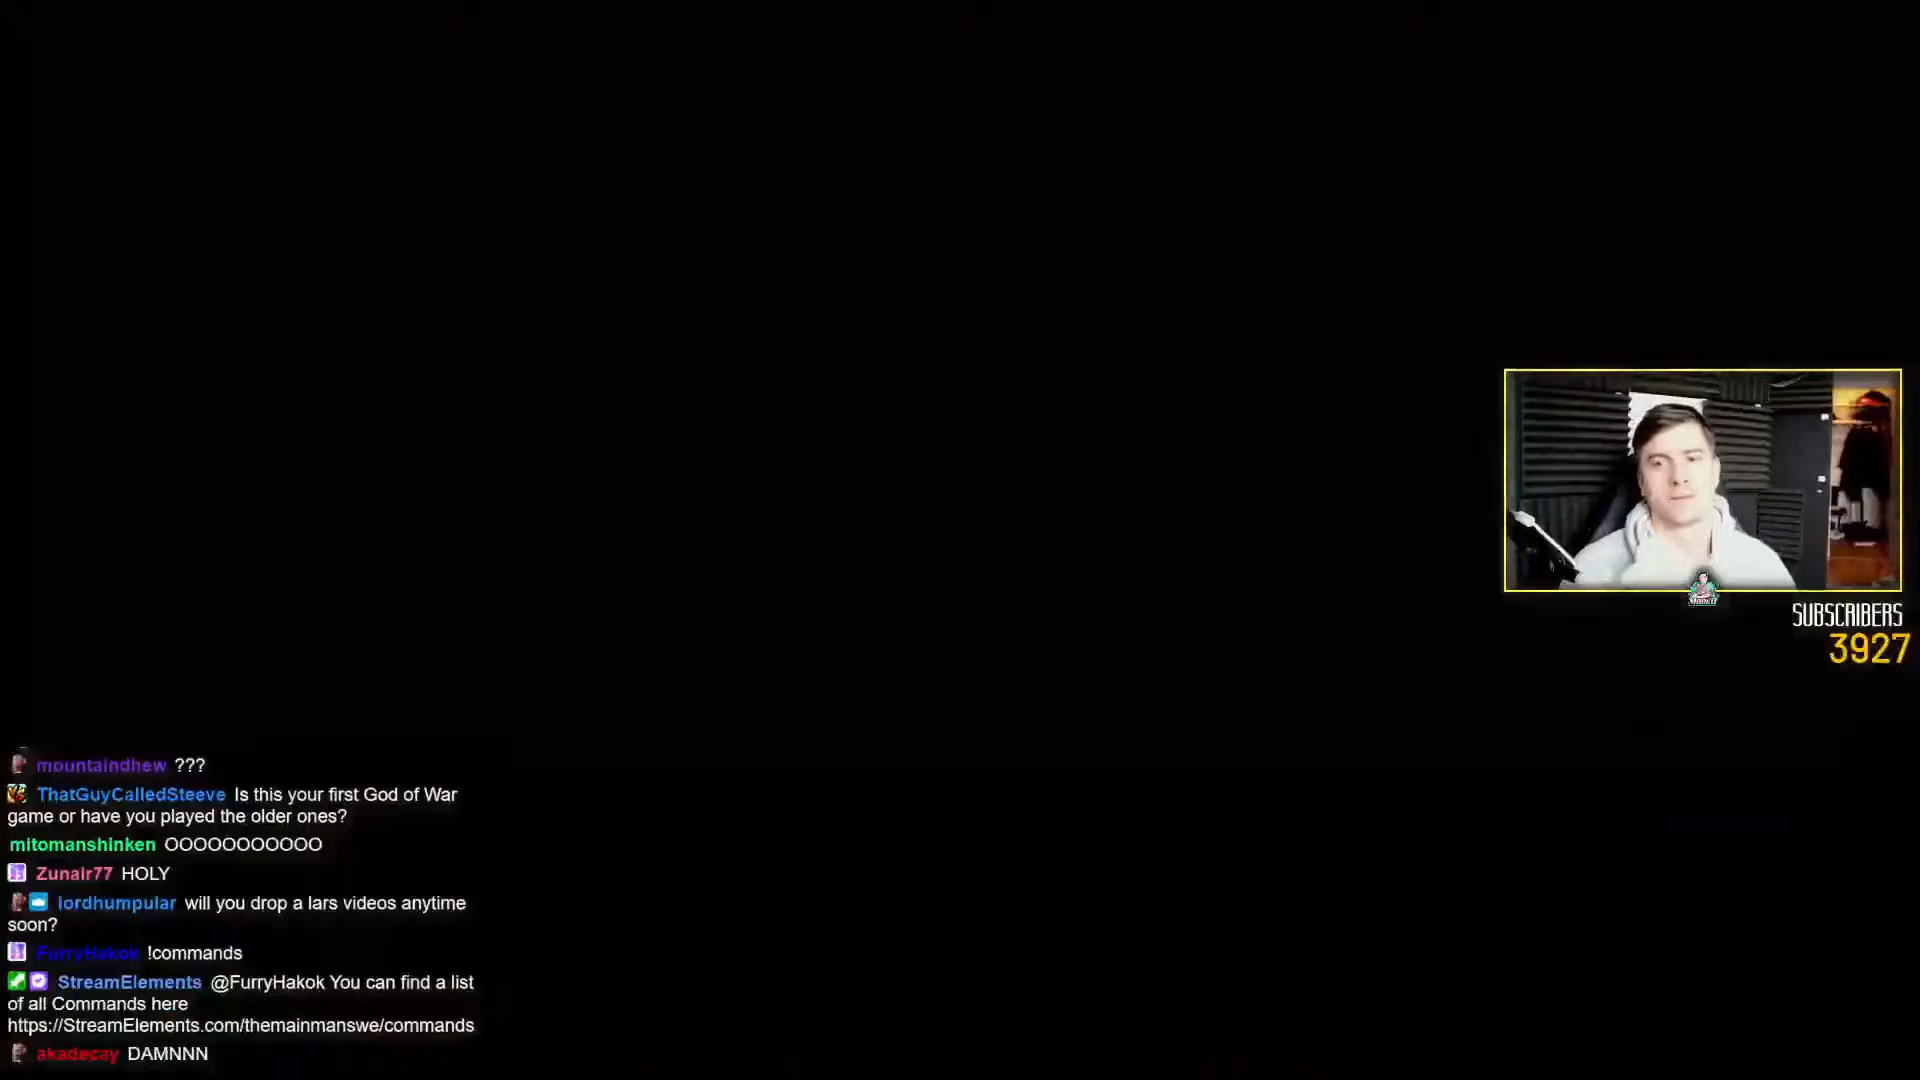 mountaindhew ???
ThatGuyCalledSteeve Is this your first God of War
game or have you played the older ones?
mitomanshinken OOOOOOOOOOO
Zunair77 HOLY
lordhumpular will you drop a lars videos anytime
soon?
FurryHakok !commands
StreamElements @FurryHakok You can find a list
of all Commands here
https://StreamElements.com/themainmanswe/commands
akadecay DAMNNN
SUBSCRIBERS
3927